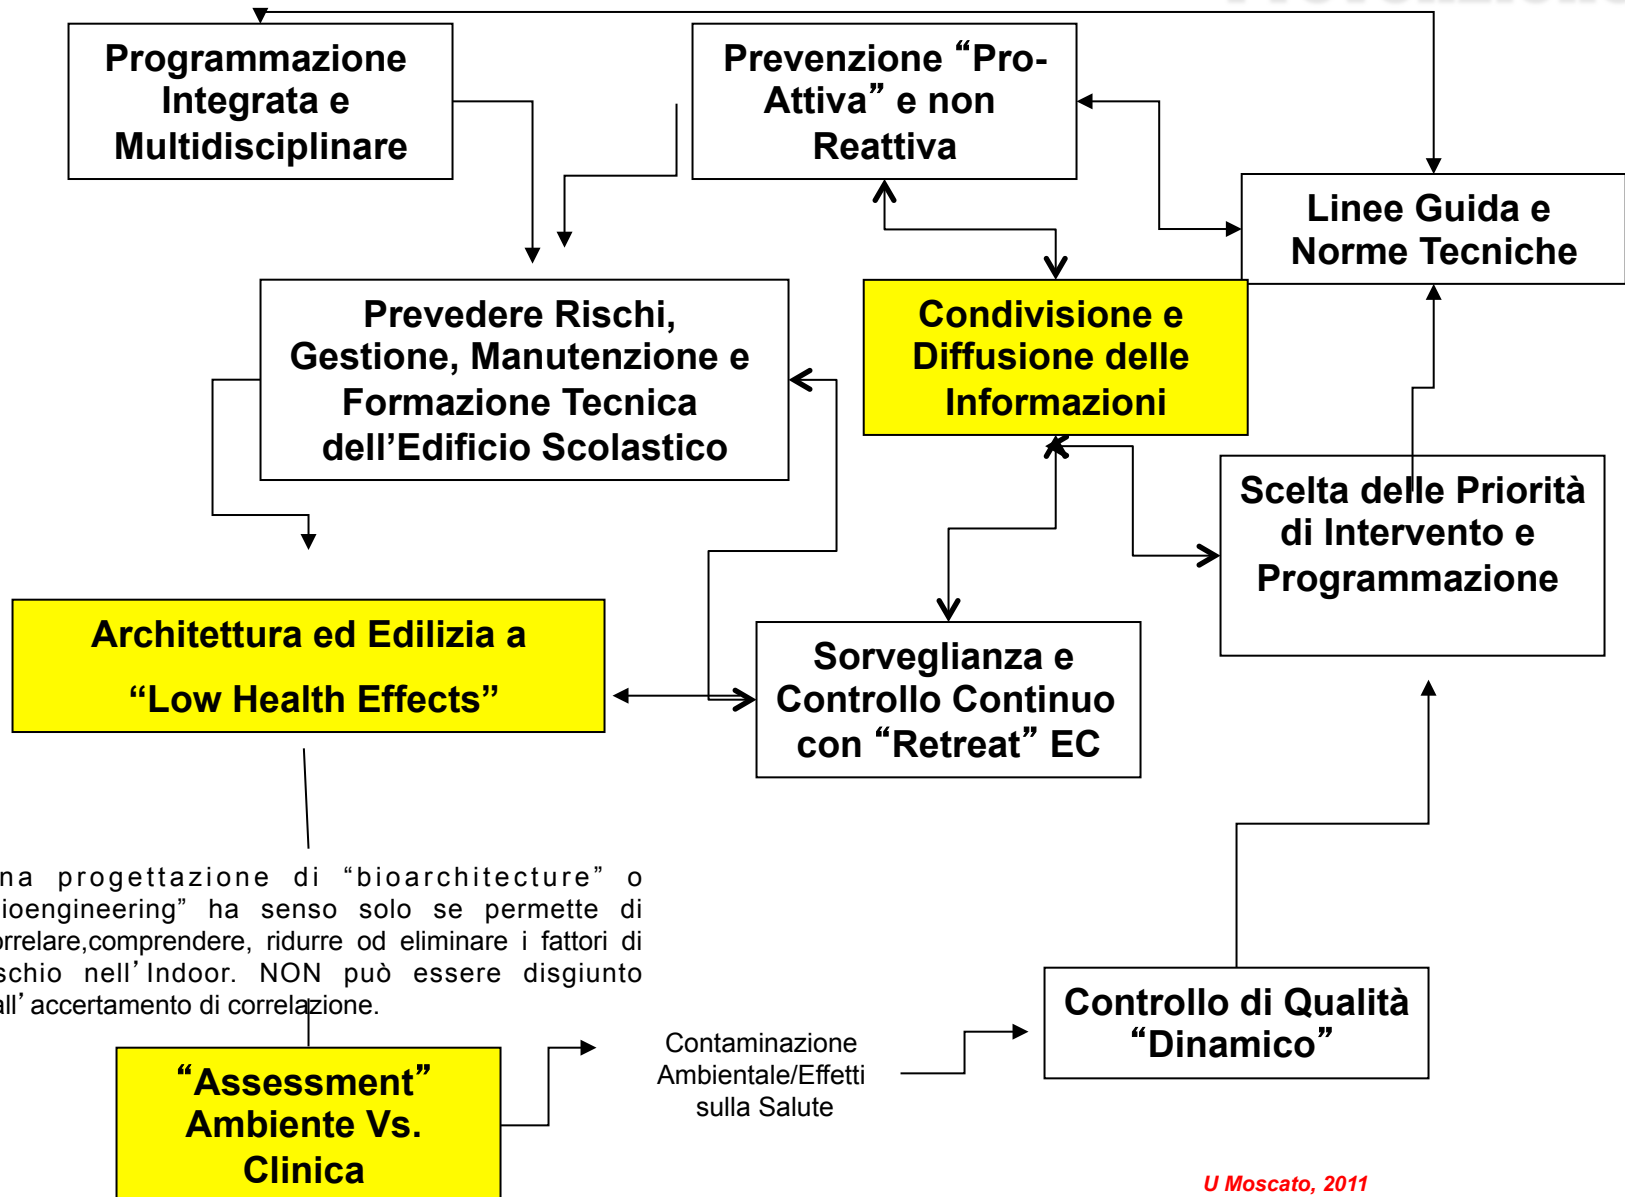 Programmazione
Integrata e
Multidisciplinare
Prevenzione “Pro-
Attiva” e non
Reattiva
Linee Guida e
Norme Tecniche
Prevedere Rischi,
Gestione, Manutenzione e
Formazione Tecnica
dell’Edificio Scolastico
Condivisione e
Diffusione delle
Informazioni
Scelta delle Priorità
di Intervento e
Programmazione
Architettura ed Edilizia a
“Low Health Effects”
Sorveglianza e
Controllo Continuo
con “Retreat” EC
na progettazione di “bioarchitecture” o
ioengineering” ha senso solo se permette di
orrelare,comprendere, ridurre od eliminare i fattori di
schio nell’Indoor. NON può essere disgiunto
all’accertamento di correlazione.
“Assessment”
Ambiente Vs.
Clinica
Contaminazione
Ambientale/Effetti
sulla Salute
Controllo di Qualità
“Dinamico”
U Moscato, 2011